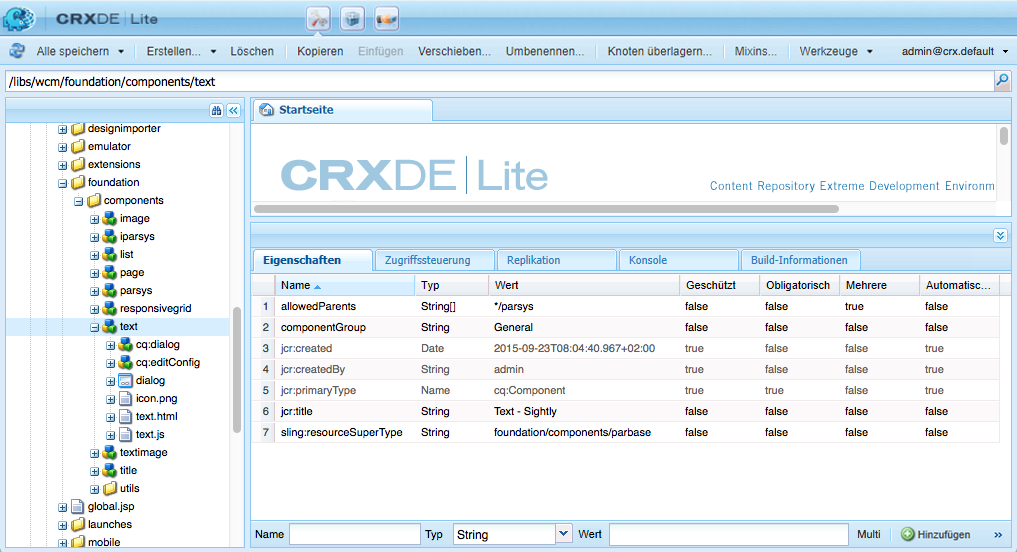 CRXDE | Lite
Alle speichern Erstellen... Löschen Kopieren Einfügen Verschieben... Umbenennen... Knoten überlagern... Mixins... Werkzeuge admin@crx.default
/libs/wcm/foundation/components/text
designimporter
emulator
extensions
foundation
components
image
iparsys
list
page
parsys
responsivegrid
text
cq:dialog
cq:editConfig
dialog
icon.png
text.html
text.js
textimage
title
utils
global.jsp
launches
mobile
Startseite
CRXDE | Lite
Content Repository Extreme Development Environm
Eigenschaften Zugriffssteuerung Replikation Konsole Build-Informationen
Name Typ Wert Geschützt Obligatorisch Mehrere Automatisc...
1 allowedParents String[] */parsys false false true false
2 componentGroup String General false false false false
3 jcr:created Date 2015-09-23T08:04:40.967+02:00 true false false true
4 jcr:createdBy String admin true false false true
5 jcr:primaryType Name cq:Component true true false true
6 jcr:title String Text - Sightly false false false false
7 sling:resourceSuperType String foundation/components/parbase false false false false
Name Typ String Wert Multi Hinzufügen »